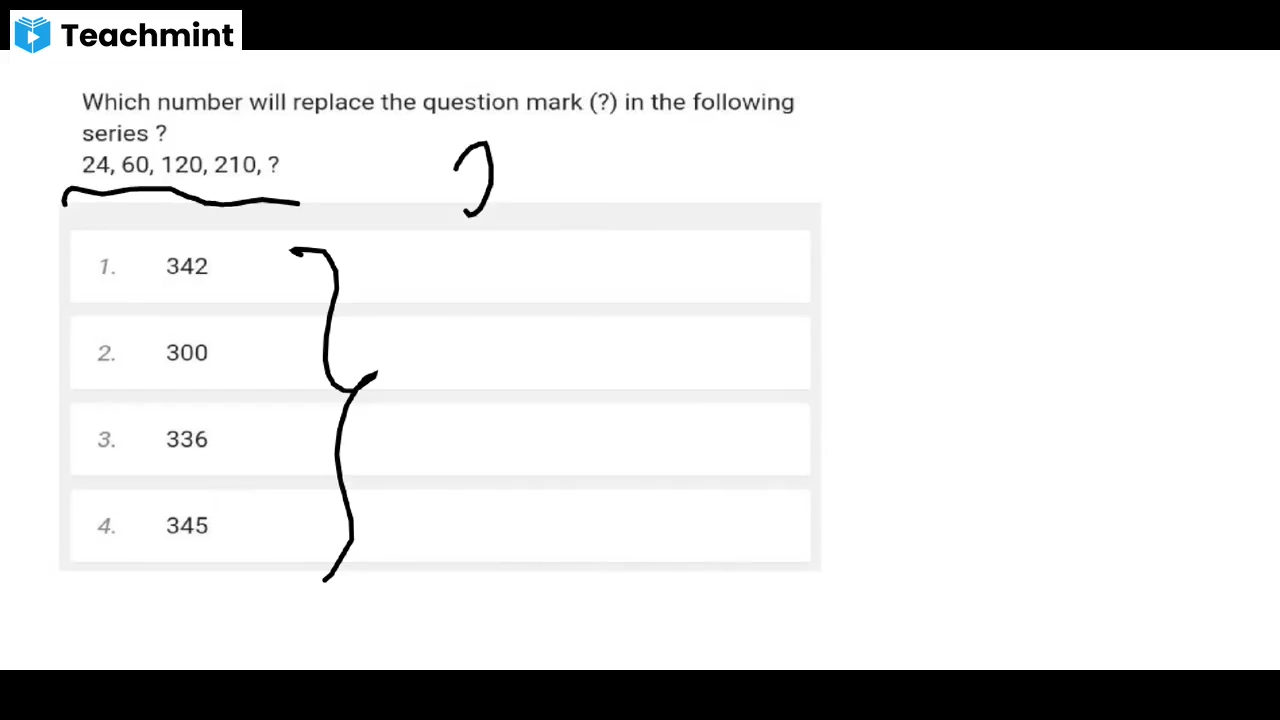 Teachmint
Which number will replace the question mark (?) in the following
series ?
24, 60, 120, 210, ?
1. 342
2. 300
3. 336
4. 345